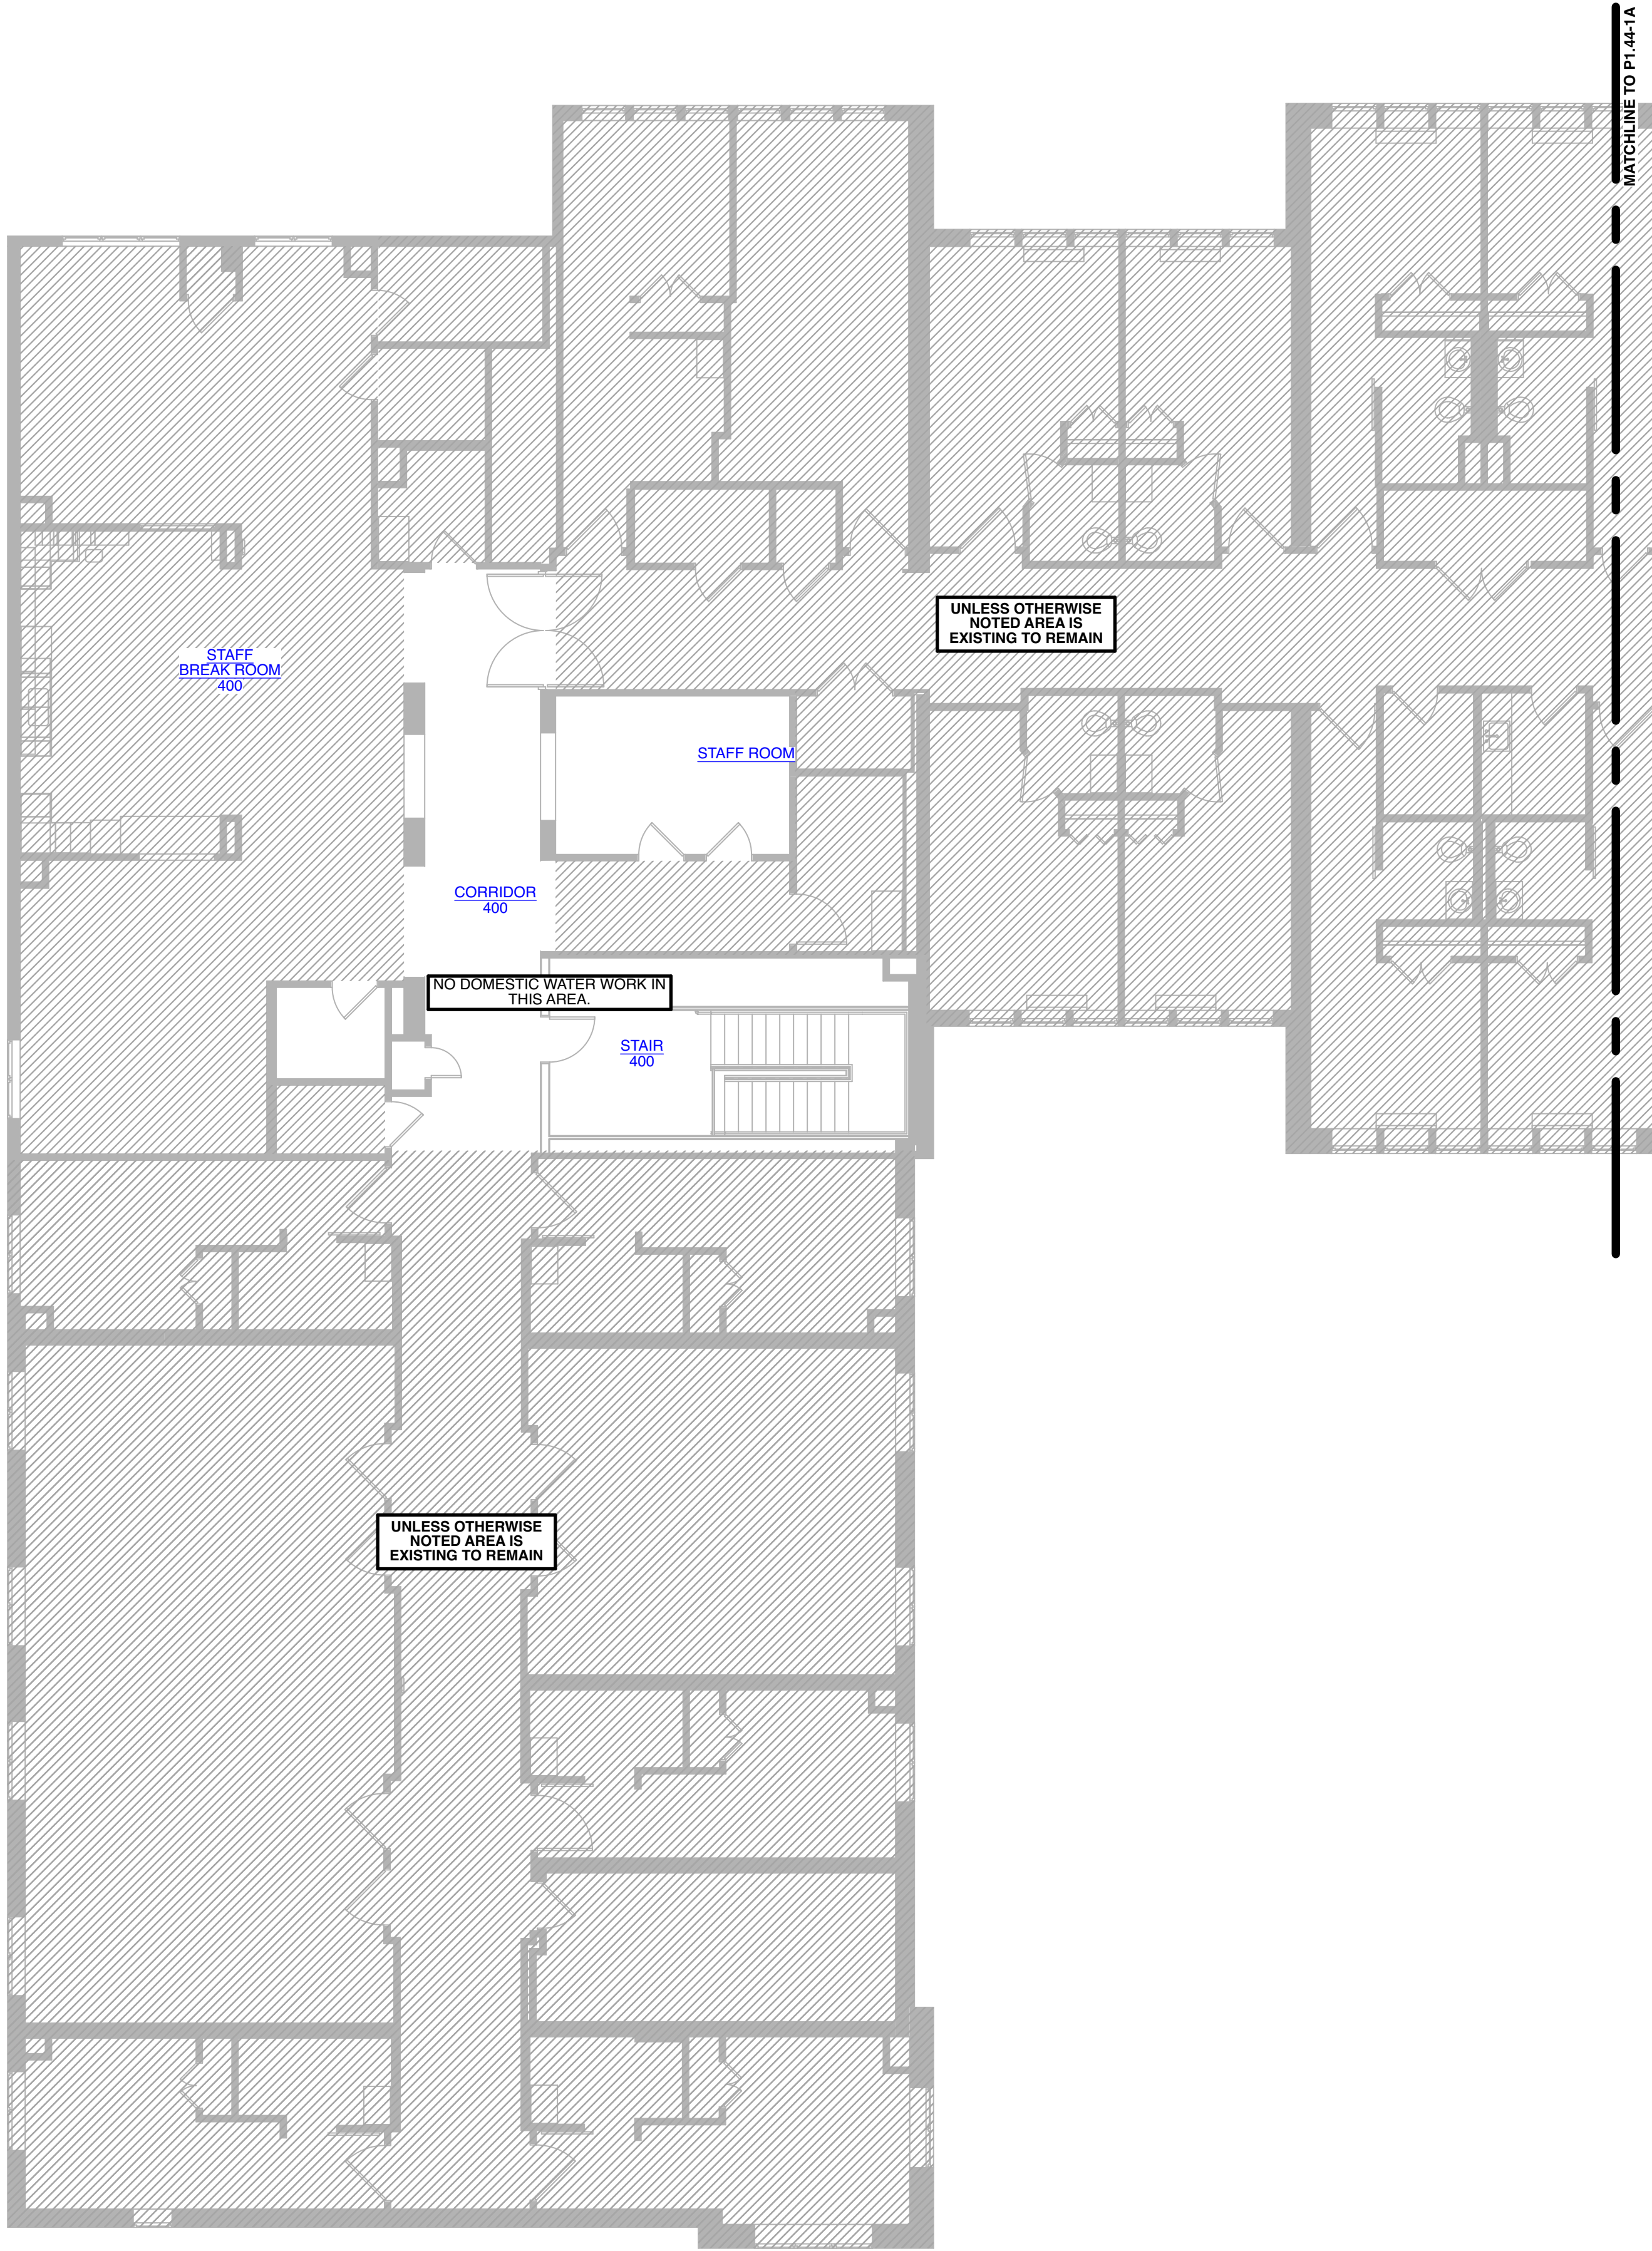 MATCHLINE TO P1.44-1A
UNLESS OTHERWISE
NOTED AREA IS
EXISTING TO REMAIN
STAFF
BREAK ROOM
400
STAFF ROOM
CORRIDOR
400
NO DOMESTIC WATER WORK IN
THIS AREA.
STAIR
400
UNLESS OTHERWISE
NOTED AREA IS
EXISTING TO REMAIN